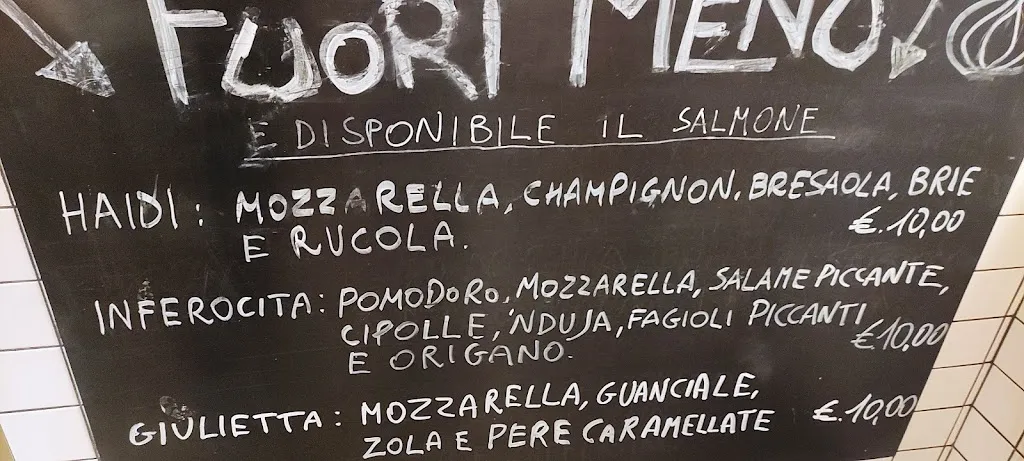 FUORI MENÙ
E DISPONIBILE IL SALMONE
HAIDI: MOZZARELLA, CHAMPIGNON, BRESAOLA, BRIE
E RUCOLA. €.10,00
INFEROCITA: POMODORO, MOZZARELLA, SALAME PICCANTE,
CIPOLLE, 'NDUJA, FAGIOLI PICCANTI
E ORIGANO. €10,00
GIULIETTA: MOZZARELLA, GUANCIALE,
ZOLA E PERE CARAMELLATE €.10,00